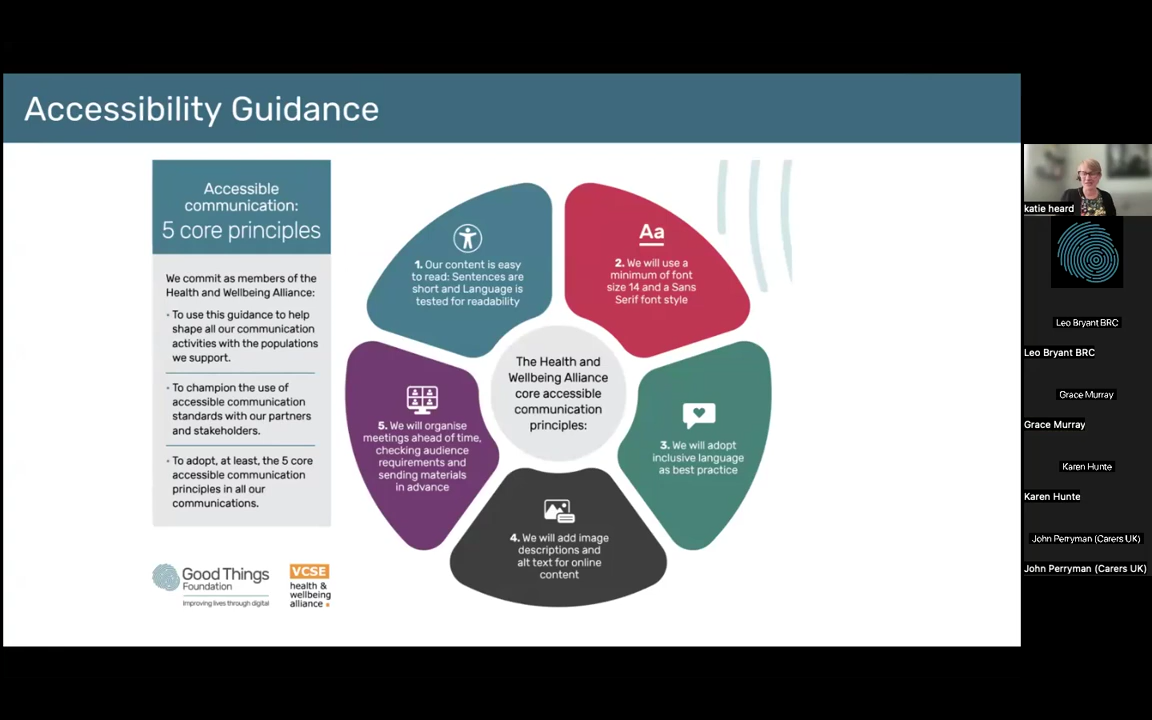 Accessibility Guidance
Accessible
communication:
5 core principles
We commit as members of the
Health and Wellbeing Alliance:
• To use this guidance to help
shape all our communication
activities with the populations
we support.
• To champion the use of
accessible communication
standards with our partners
and stakeholders.
• To adopt, at least, the 5 core
accessible communication
principles in all our
communications.
Good Things
Foundation
Improving lives through digital
VCSE
health &
wellbeing
alliance
1. Our content is easy
to read: Sentences are
short and Language is
tested for readability
Aa
2. We will use a
minimum of font
size 14 and a Sans
Serif font style
3. We will adopt
inclusive language
as best practice
4. We will add image
descriptions and
alt text for online
content
5. We will organise
meetings ahead of time,
checking audience
requirements and
sending materials
in advance
The Health and
Wellbeing Alliance
core accessible
communication
principles:
katie heard
Leo Bryant BRC
Leo Bryant BRC
Grace Murray
Grace Murray
Karen Hunte
Karen Hunte
John Perryman (Carers UK)
John Perryman (Carers UK)